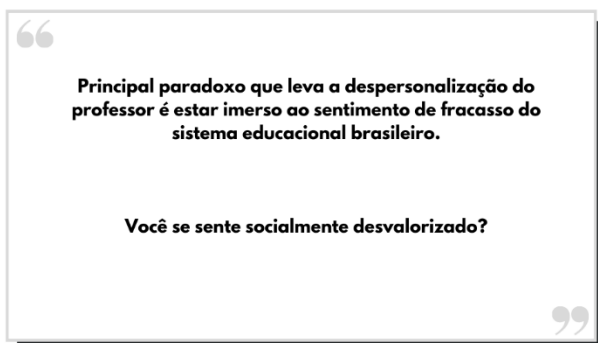 Principal paradoxo que leva a despersonalização do
professor é estar imerso ao sentimento de fracasso do
sistema educacional brasileiro.
Você se sente socialmente desvalorizado?